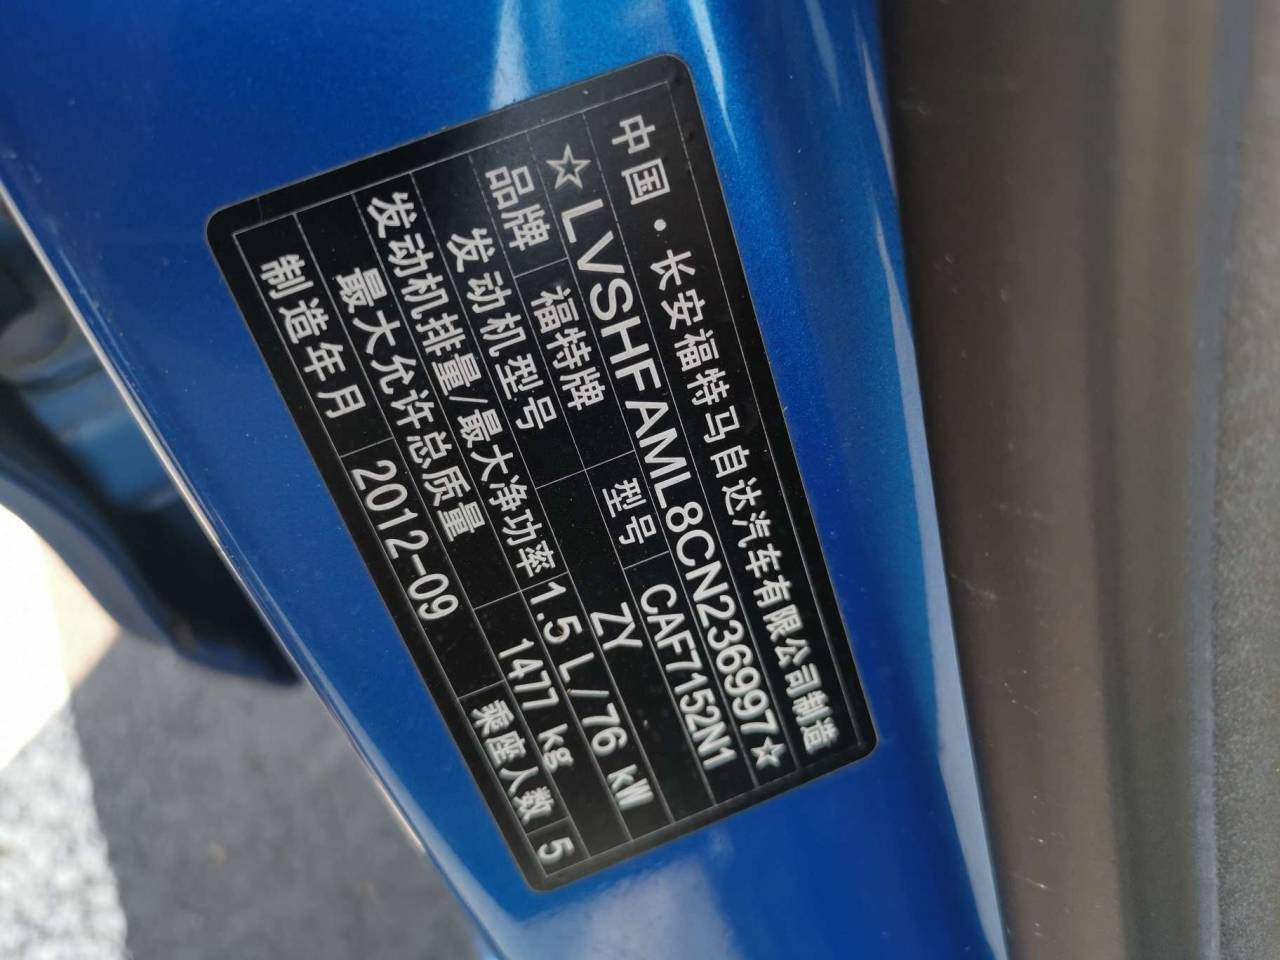 中国·长安福特马自达汽车有限公司制造
☆LVSHFAML8CN236997☆
品牌 福特牌 型号 CAF7152N1
发动机型号 ZY
发动机排量/最大净功率 1.5 L/76 kW
最大允许总质量 1477 kg
制造年月 2012-09 乘座人数 5